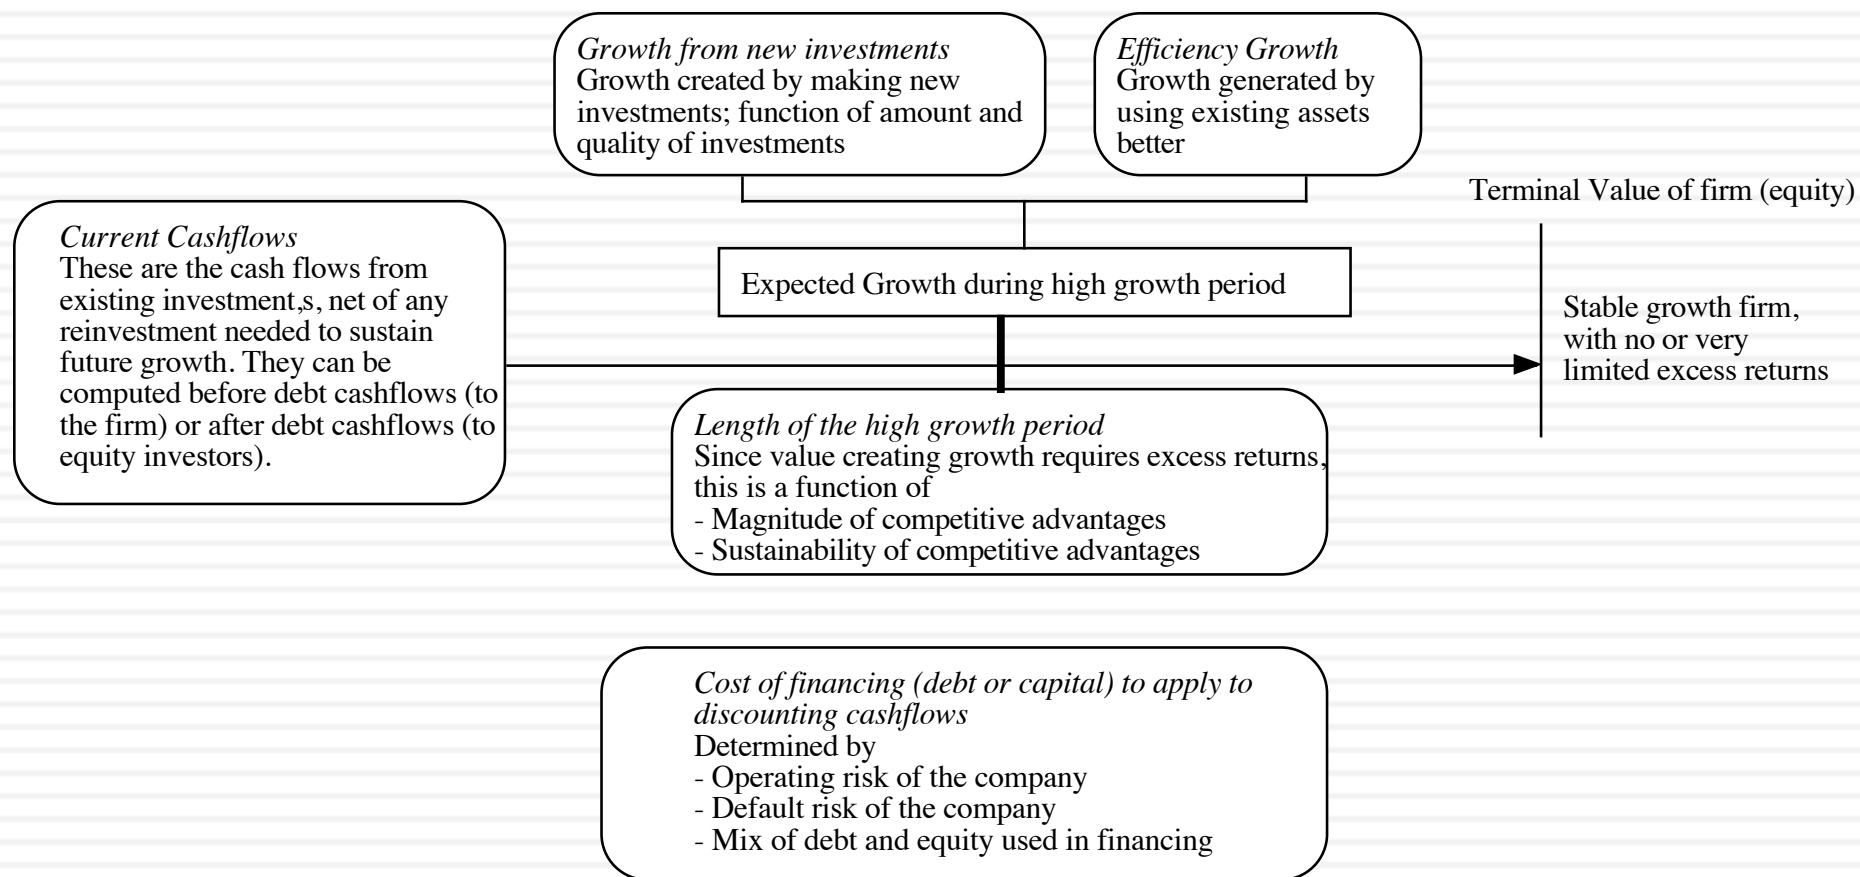 Growth from new investments
Growth created by making new
investments; function of amount and
quality of investments
Efficiency Growth
Growth generated by
using existing assets
better
Terminal Value of firm (equity)
Current Cashflows
These are the cash flows from
existing investment,s, net of any
reinvestment needed to sustain
future growth. They can be
computed before debt cashflows (to
the firm) or after debt cashflows (to
equity investors).
Expected Growth during high growth period
Stable growth firm,
with no or very
limited excess returns
Length of the high growth period
Since value creating growth requires excess returns,
this is a function of
- Magnitude of competitive advantages
- Sustainability of competitive advantages
Cost of financing (debt or capital) to apply to
discounting cashflows
Determined by
- Operating risk of the company
- Default risk of the company
- Mix of debt and equity used in financing